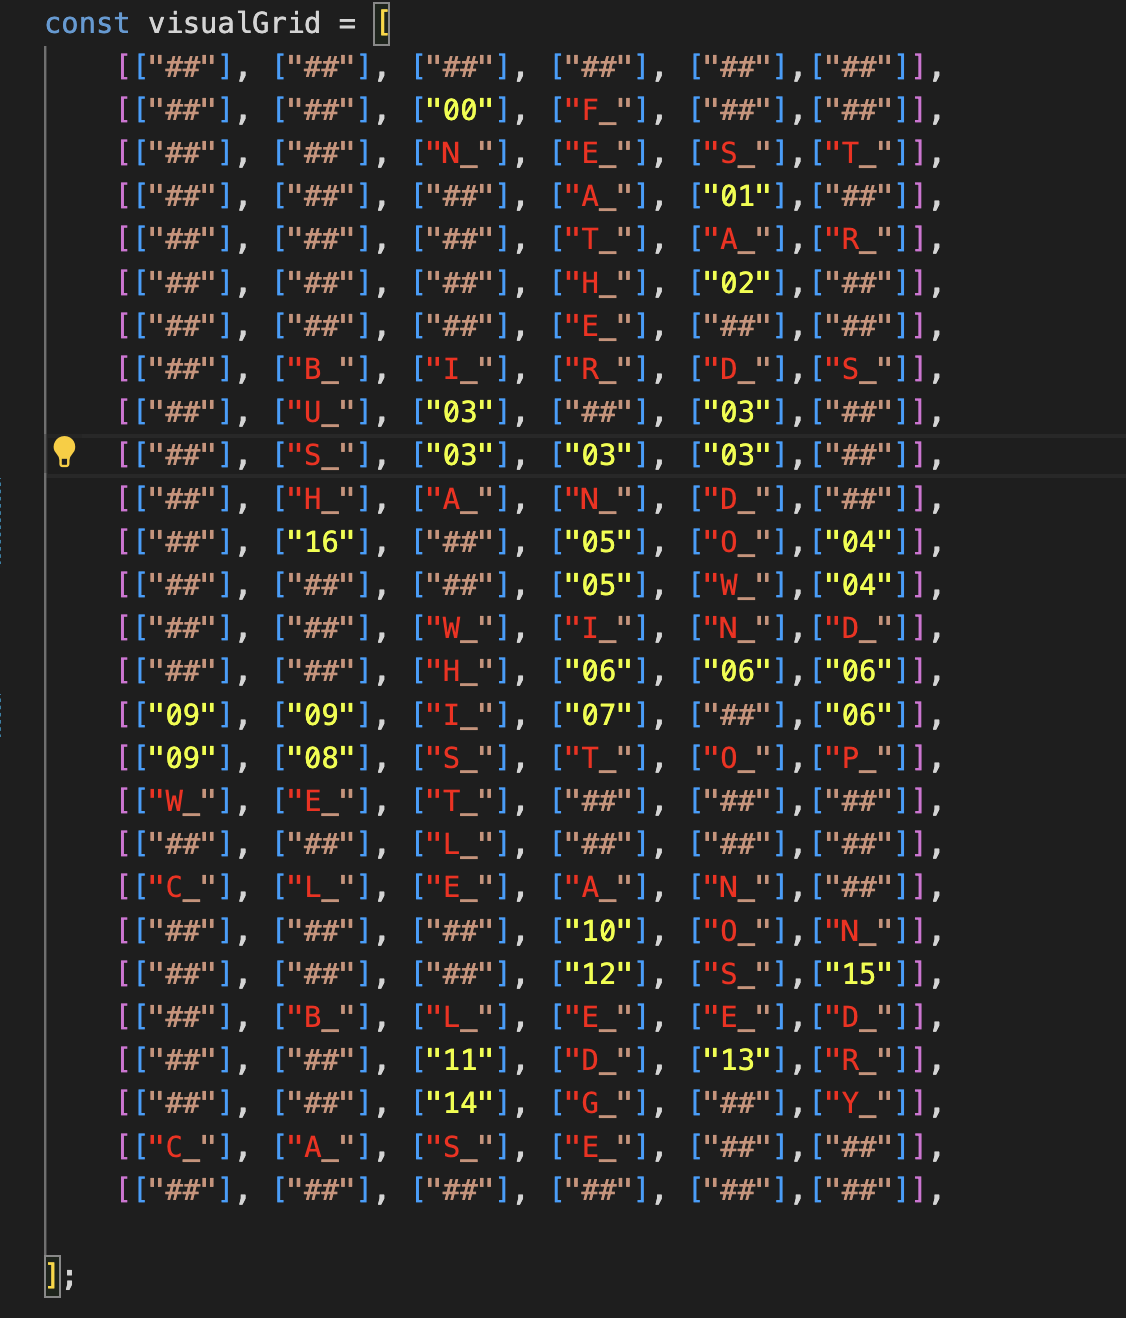 const visualGrid = [
[["##"], ["##"], ["##"], ["##"], ["##"],["##"]],
[["##"], ["##"], ["00"], ["F_"], ["##"],["##"]],
[["##"], ["##"], ["N_"], ["E_"], ["S_"],["T_"]],
[["##"], ["##"], ["##"], ["A_"], ["01"],["##"]],
[["##"], ["##"], ["##"], ["T_"], ["A_"],["R_"]],
[["##"], ["##"], ["##"], ["H_"], ["02"],["##"]],
[["##"], ["##"], ["##"], ["E_"], ["##"],["##"]],
[["##"], ["B_"], ["I_"], ["R_"], ["D_"],["S_"]],
[["##"], ["U_"], ["03"], ["##"], ["03"],["##"]],
[["##"], ["S_"], ["03"], ["03"], ["03"],["##"]],
[["##"], ["H_"], ["A_"], ["N_"], ["D_"],["##"]],
[["##"], ["16"], ["##"], ["05"], ["O_"],["04"]],
[["##"], ["##"], ["##"], ["05"], ["W_"],["04"]],
[["##"], ["##"], ["W_"], ["I_"], ["N_"],["D_"]],
[["##"], ["##"], ["H_"], ["06"], ["06"],["06"]],
[["09"], ["09"], ["I_"], ["07"], ["##"],["06"]],
[["09"], ["08"], ["S_"], ["T_"], ["O_"],["P_"]],
[["W_"], ["E_"], ["T_"], ["##"], ["##"],["##"]],
[["##"], ["##"], ["L_"], ["##"], ["##"],["##"]],
[["C_"], ["L_"], ["E_"], ["A_"], ["N_"],["##"]],
[["##"], ["##"], ["##"], ["10"], ["O_"],["N_"]],
[["##"], ["##"], ["##"], ["12"], ["S_"],["15"]],
[["##"], ["B_"], ["L_"], ["E_"], ["E_"],["D_"]],
[["##"], ["##"], ["11"], ["D_"], ["13"],["R_"]],
[["##"], ["##"], ["14"], ["G_"], ["##"],["Y_"]],
[["C_"], ["A_"], ["S_"], ["E_"], ["##"],["##"]],
[["##"], ["##"], ["##"], ["##"], ["##"],["##"]],
];